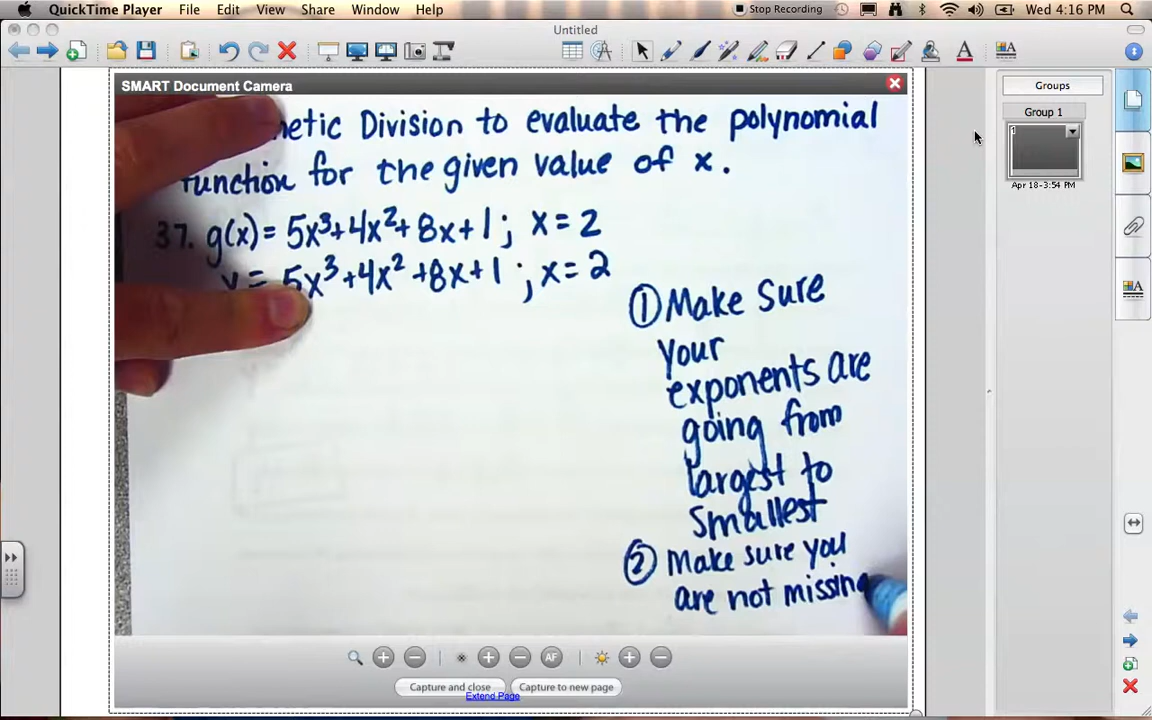 QuickTime Player File Edit View Share Window Help Stop Recording Wed 4:16 PM
Untitled
SMART Document Camera
Division to evaluate the polynomial
function for the given value of x.
37. g(x) = 5x³+4x²+8x+1; x=2
y = 5x³+4x²+8x+1; x=2
① Make sure
your
exponents are
going from
largest to
smallest
② Make sure you
are not missing
AF
Capture and close Capture to new page
Extend Page
Groups
Group 1
1
Apr 18-3:54 PM